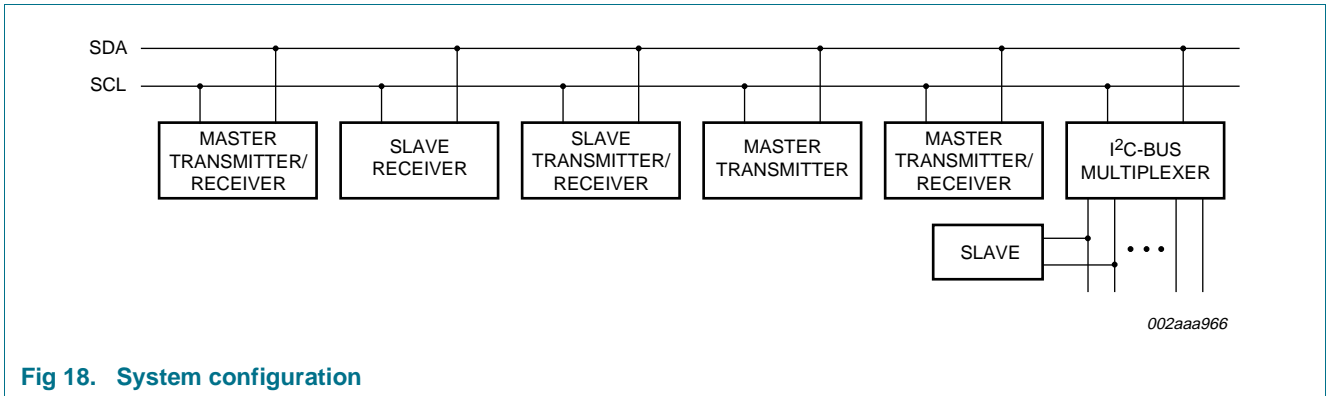 SDA
SCL
MASTER
TRANSMITTER/
RECEIVER
SLAVE
RECEIVER
SLAVE
TRANSMITTER/
RECEIVER
MASTER
TRANSMITTER
MASTER
TRANSMITTER/
RECEIVER
I²C-BUS
MULTIPLEXER
SLAVE
002aaa966
Fig 18. System configuration